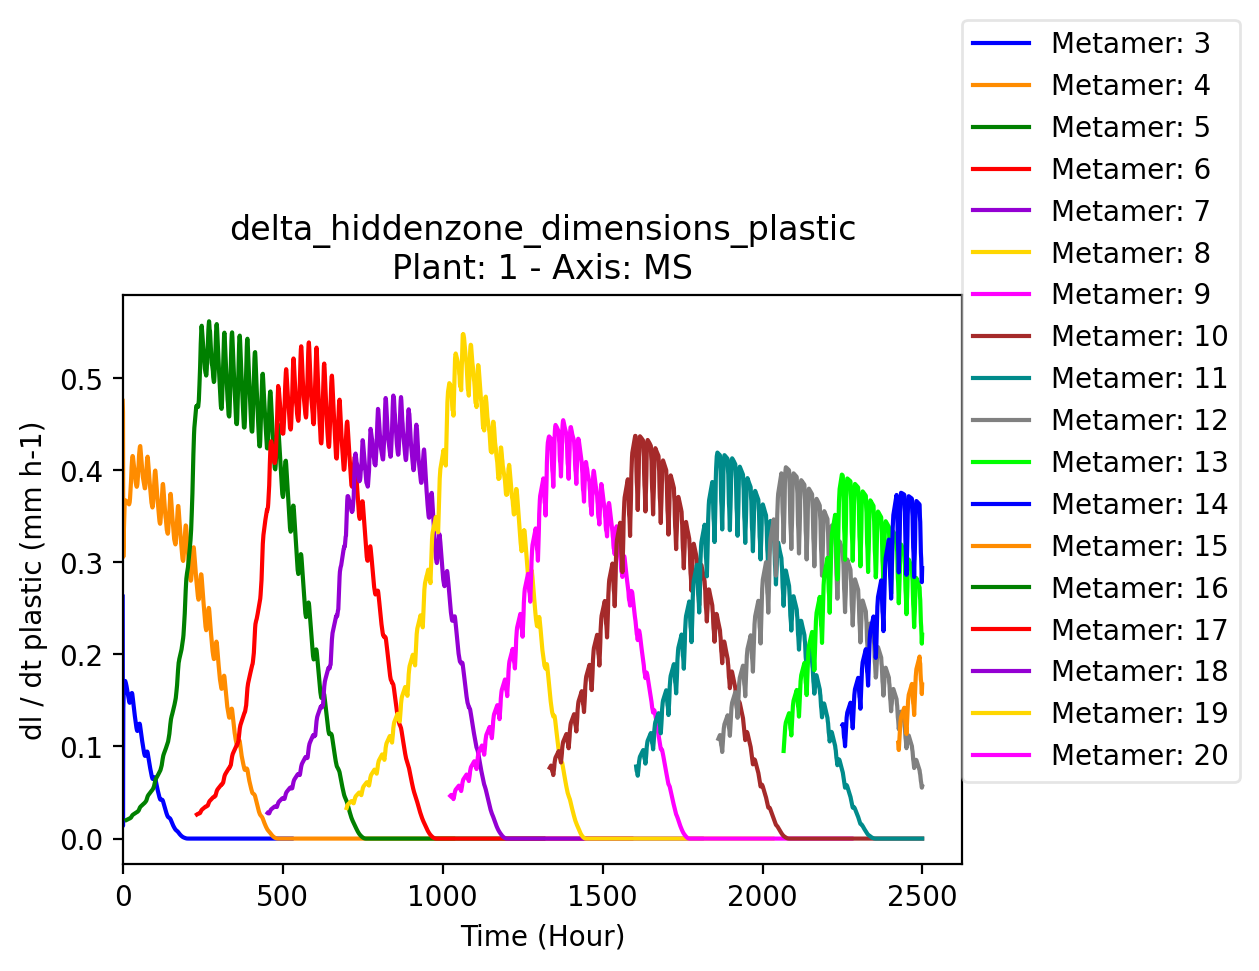 delta_hiddenzone_dimensions_plastic
Plant: 1 - Axis: MS
dl / dt plastic (mm h-1)
0.5
0.4
0.3
0.2
0.1
0.0
0
500
1000
1500
2000
2500
Time (Hour)
Metamer: 3
Metamer: 4
Metamer: 5
Metamer: 6
Metamer: 7
Metamer: 8
Metamer: 9
Metamer: 10
Metamer: 11
Metamer: 12
Metamer: 13
Metamer: 14
Metamer: 15
Metamer: 16
Metamer: 17
Metamer: 18
Metamer: 19
Metamer: 20